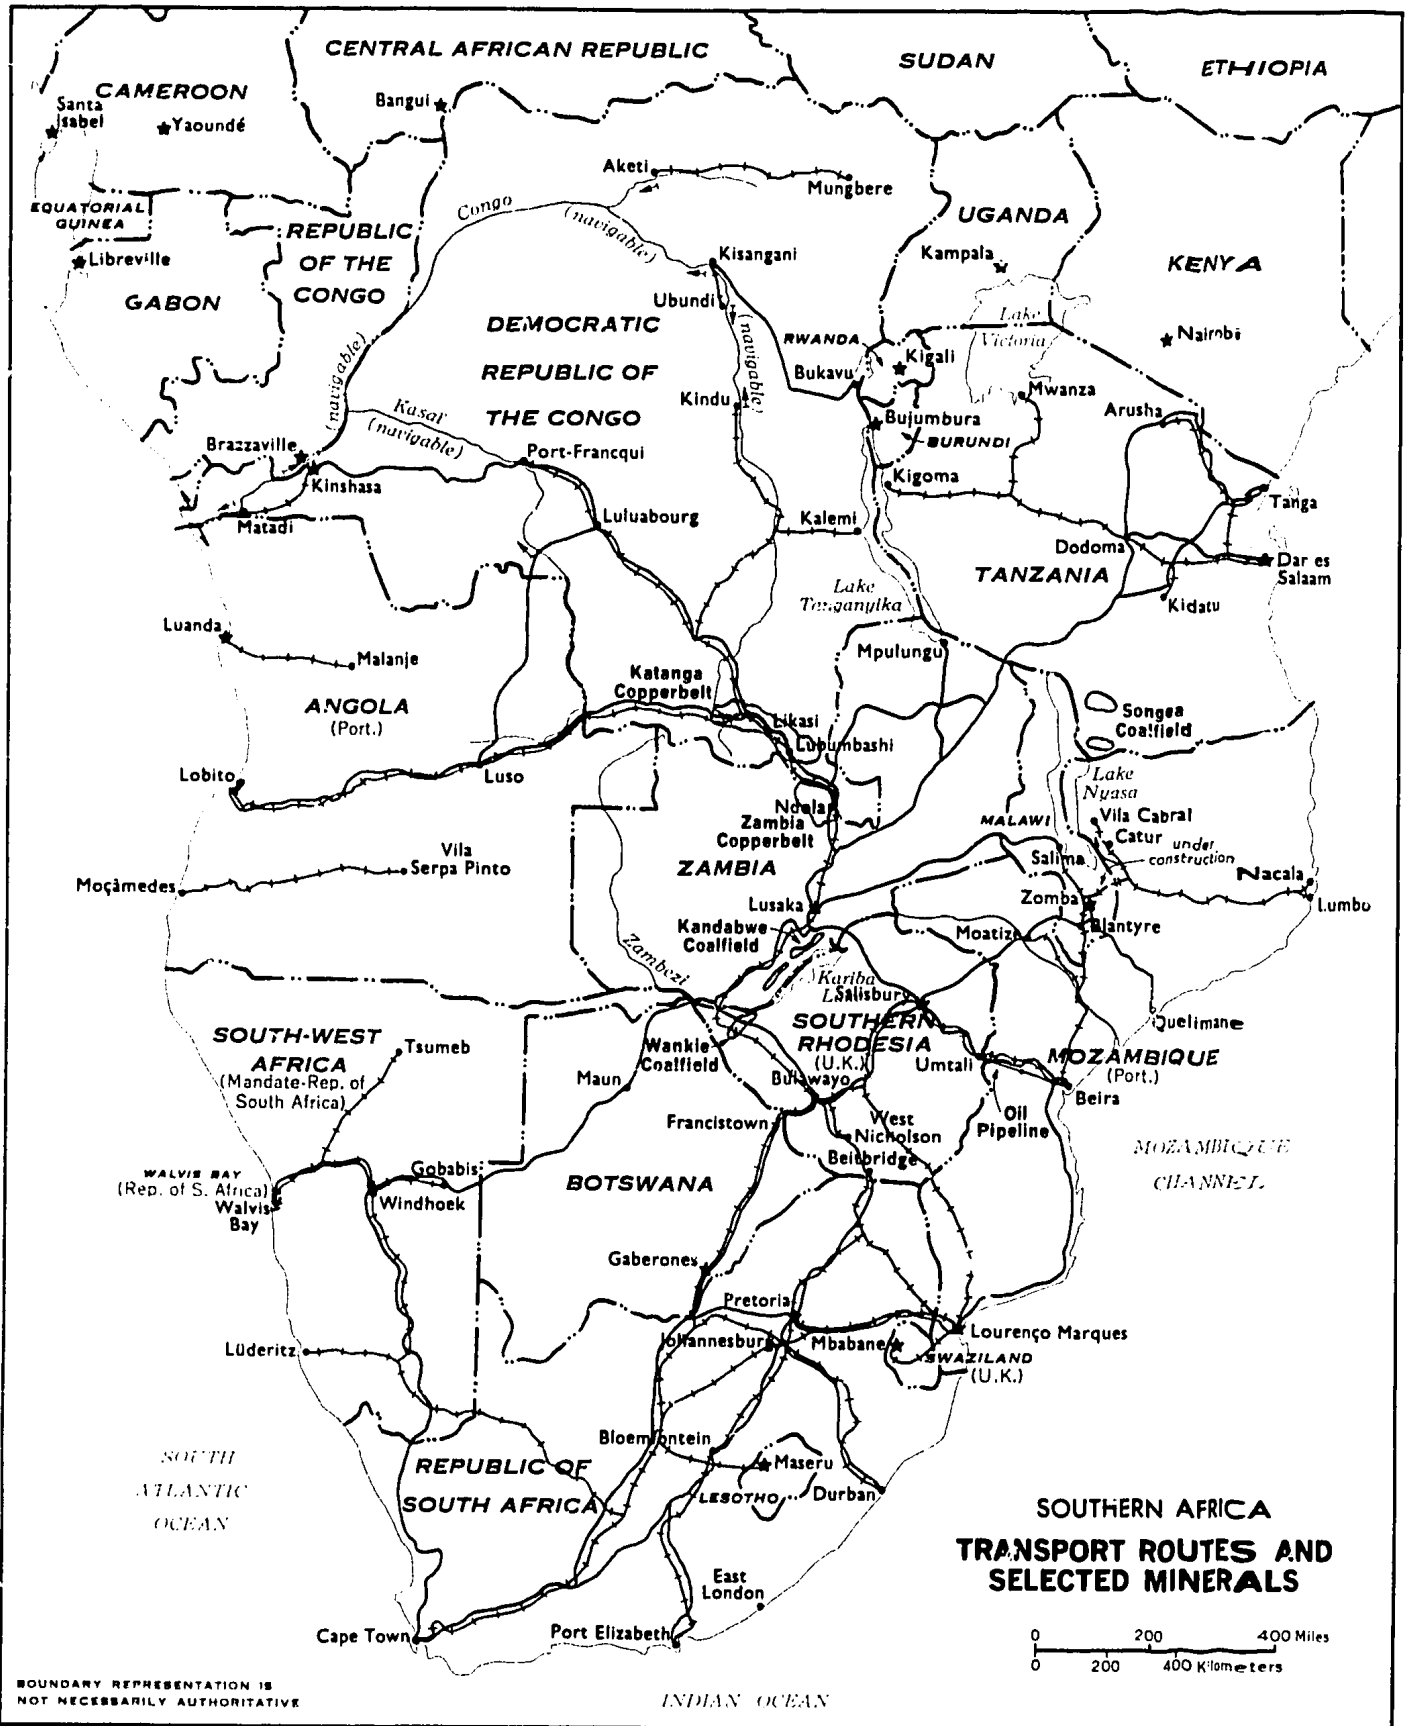 CENTRAL AFRICAN REPUBLIC
SUDAN
ETHIOPIA
CAMEROON
Santa
Isabel
Yaoundé
Bangui
Aketi
Mungbere
EQUATORIAL
GUINEA
Congo
(navigable)
UGANDA
REPUBLIC
OF THE
CONGO
Libreville
GABON
Kisangani
Kampala
KENYA
Ubundi
(navigable)
DEMOCRATIC
REPUBLIC OF
THE CONGO
RWANDA
Kigali
Lake
Victoria
Nairobi
Bukavu
Mwanza
(navigable)
Kasai
(navigable)
Kindu
Arusha
Bujumbura
BURUNDI
Brazzaville
Kinshasa
Port-Francqui
Kigoma
Tanga
Matadi
Luluabourg
Kalemi
Dodoma
Dar es
Salaam
TANZANIA
Lake
Tanganyika
Kidatu
Luanda
Malanje
Mpulungu
Katanga
Copperbelt
ANGOLA
(Port.)
Likasi
Songea
Coalfield
Lubumbashi
Lobito
Luso
Lake
Nyasa
Ndola
Zambia
Copperbelt
MALAWI
Vila Cabral
Catur
under
construction
Vila
Serpa Pinto
ZAMBIA
Salima
Nacala
Moçâmedes
Lusaka
Zomba
Lumbo
Kandabwe
Coalfield
Moatize
Blantyre
Zambezi
Kariba
L.
Salisbury
Quelimane
SOUTH-WEST
AFRICA
(Mandate-Rep. of
South Africa)
Tsumeb
Wankie
Coalfield
SOUTHERN
RHODESIA
(U.K.)
Umtali
MOZAMBIQUE
(Port.)
Maun
Bulawayo
Beira
Francistown
West
Nicholson
Oil
Pipeline
MOZAMBIQUE
CHANNEL
WALVIS BAY
(Rep. of S. Africa)
Walvis
Bay
Gobabis
Windhoek
BOTSWANA
Beitbridge
Gaberones
Pretoria
Lüderitz
Johannesburg
Mbabane
Lourenço Marques
SWAZILAND
(U.K.)
Bloemfontein
SOUTH
ATLANTIC
OCEAN
REPUBLIC OF
SOUTH AFRICA
Maseru
LESOTHO
Durban
SOUTHERN AFRICA
TRANSPORT ROUTES AND
SELECTED MINERALS
East
London
Cape Town
Port Elizabeth
0 200 400 Miles
0 200 400 Kilometers
BOUNDARY REPRESENTATION IS
NOT NECESSARILY AUTHORITATIVE
INDIAN OCEAN